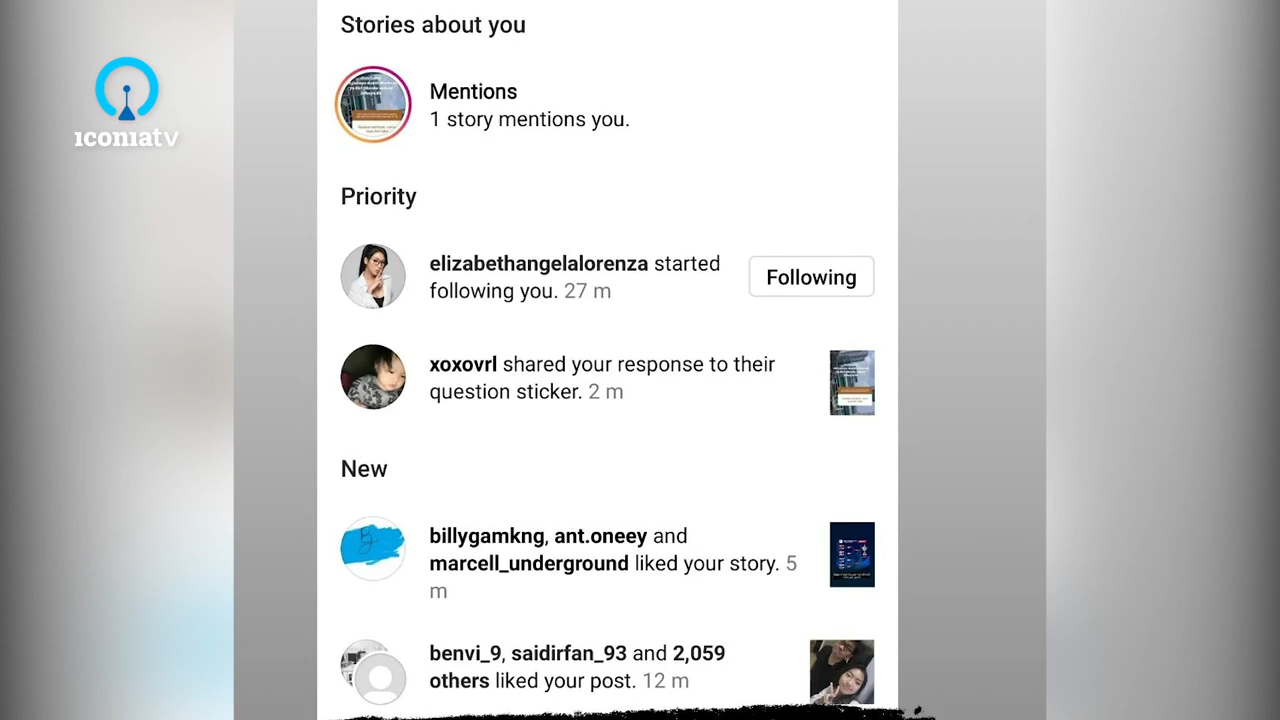 Stories about you
ıconıatv
Mentions
1 story mentions you.
Priority
elizabethangelalorenza started
following you. 27 m
Following
xoxovrl shared your response to their
question sticker. 2 m
New
billygamkng, ant.oneey and
marcell_underground liked your story. 5
m
benvi_9, saidirfan_93 and 2,059
others liked your post. 12 m